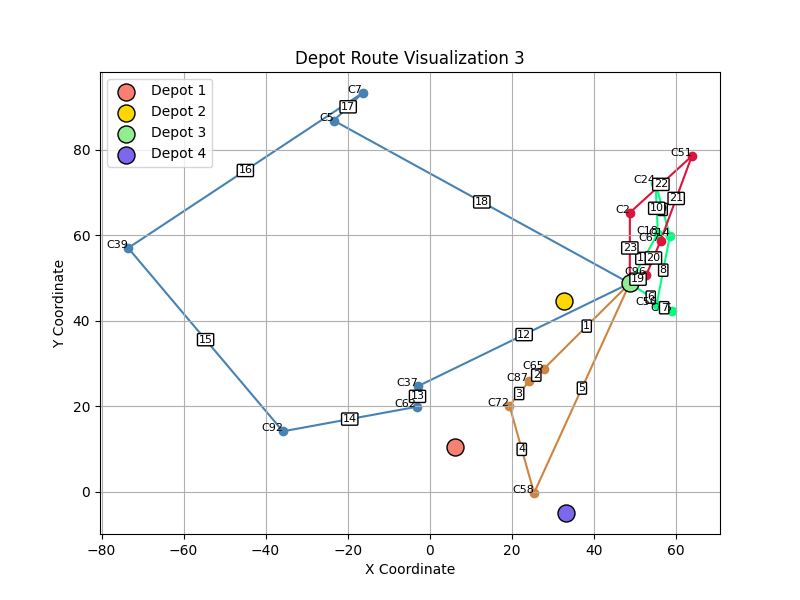 Depot Route Visualization 3
Depot 1
Depot 2
Depot 3
Depot 4
C7
17
C5
16
18
C39
15
C92
14
C62
13
C37
12
C51
C24
22
21
10
C2
23
20
8
C96
19
6
7
1
C65
2
C87
3
C72
5
4
C58
80
60
40
20
0
−80
−60
−40
−20
0
20
40
60
X Coordinate
Y Coordinate